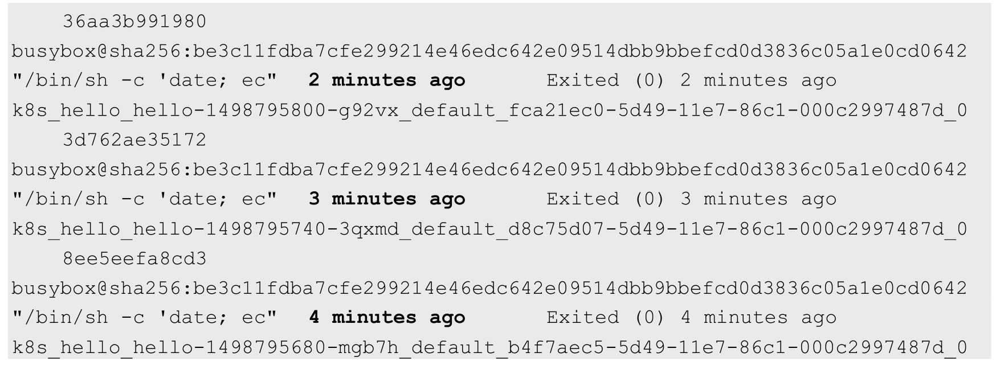 36aa3b991980
busybox@sha256:be3c11fdba7cfe299214e46edc642e09514dbb9bbefcd0d3836c05a1e0cd0642
"/bin/sh -c 'date; ec" 2 minutes ago Exited (0) 2 minutes ago
k8s_hello_hello-1498795800-g92vx_default_fca21ec0-5d49-11e7-86c1-000c2997487d_0
3d762ae35172
busybox@sha256:be3c11fdba7cfe299214e46edc642e09514dbb9bbefcd0d3836c05a1e0cd0642
"/bin/sh -c 'date; ec" 3 minutes ago Exited (0) 3 minutes ago
k8s_hello_hello-1498795740-3qxmd_default_d8c75d07-5d49-11e7-86c1-000c2997487d_0
8ee5eefa8cd3
busybox@sha256:be3c11fdba7cfe299214e46edc642e09514dbb9bbefcd0d3836c05a1e0cd0642
"/bin/sh -c 'date; ec" 4 minutes ago Exited (0) 4 minutes ago
k8s_hello_hello-1498795680-mgb7h_default_b4f7aec5-5d49-11e7-86c1-000c2997487d_0